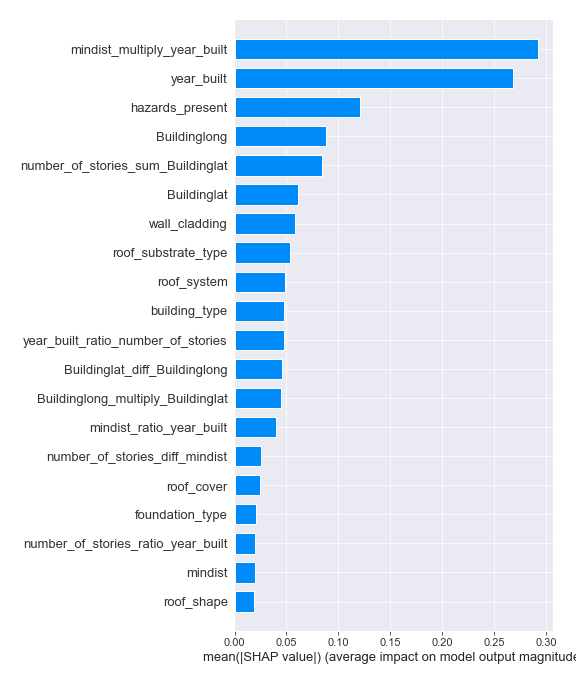 mindist_multiply_year_built
year_built
hazards_present
Buildinglong
number_of_stories_sum_Buildinglat
Buildinglat
wall_cladding
roof_substrate_type
roof_system
building_type
year_built_ratio_number_of_stories
Buildinglat_diff_Buildinglong
Buildinglong_multiply_Buildinglat
mindist_ratio_year_built
number_of_stories_diff_mindist
roof_cover
foundation_type
number_of_stories_ratio_year_built
mindist
roof_shape
0.00 0.05 0.10 0.15 0.20 0.25 0.30
mean(|SHAP value|) (average impact on model output magnitude